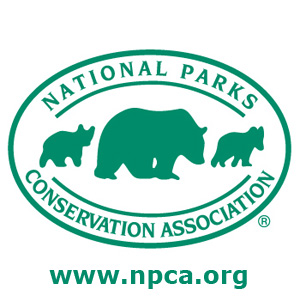 NATIONAL PARKS
CONSERVATION ASSOCIATION
®
www.npca.org